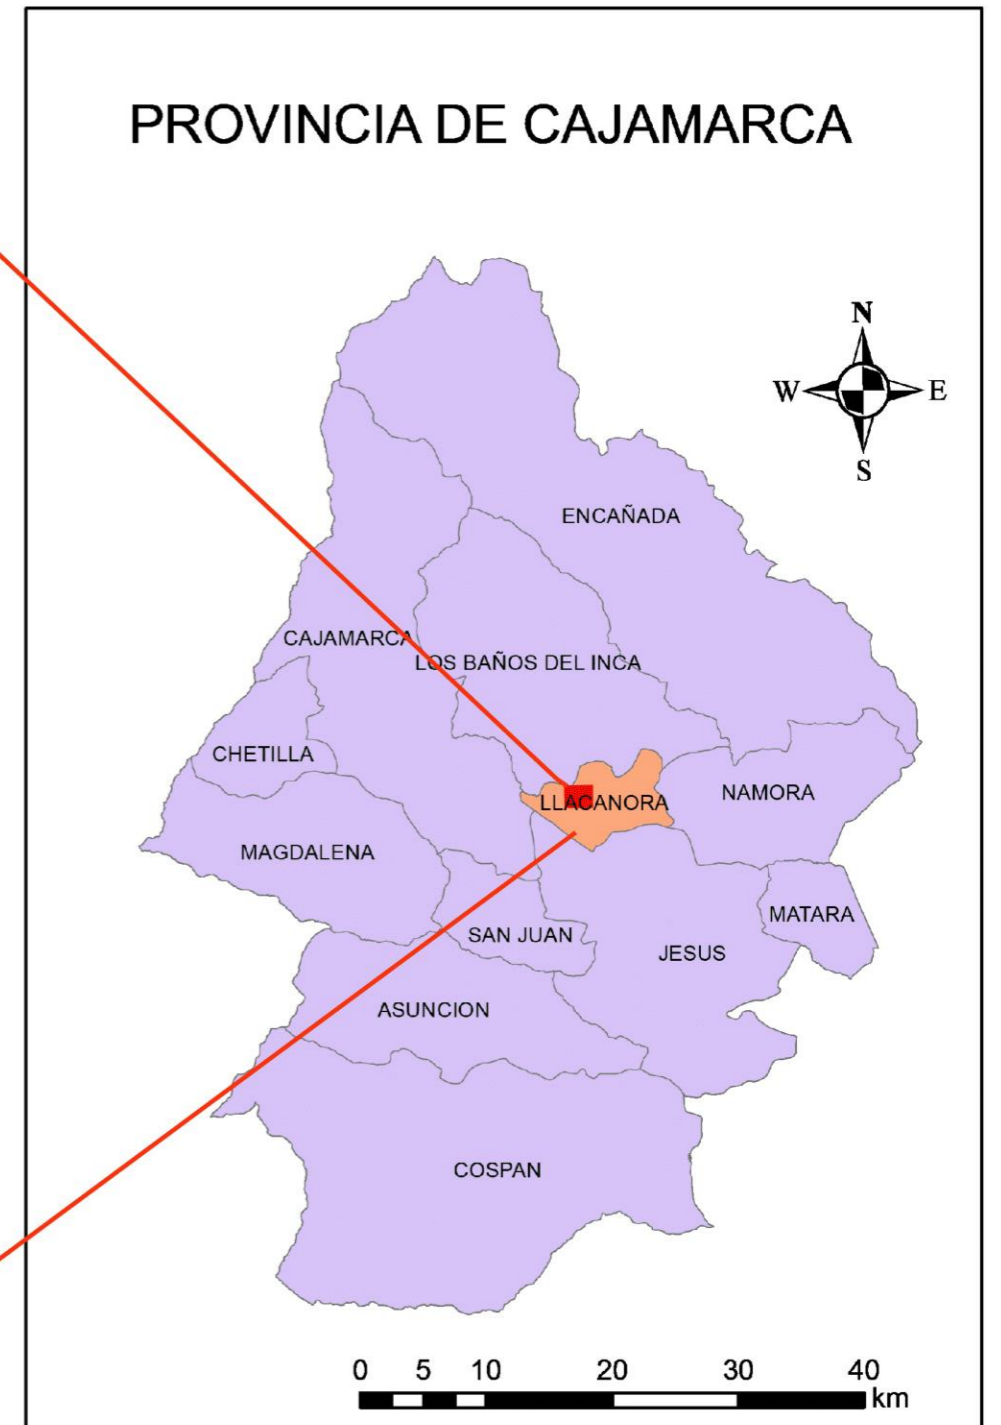 PROVINCIA DE CAJAMARCA
N
W E
S
ENCAÑADA
CAJAMARCA
LOS BAÑOS DEL INCA
CHETILLA
LLACANORA
NAMORA
MAGDALENA
MATARA
SAN JUAN
JESUS
ASUNCION
COSPAN
0 5 10 20 30 40
km